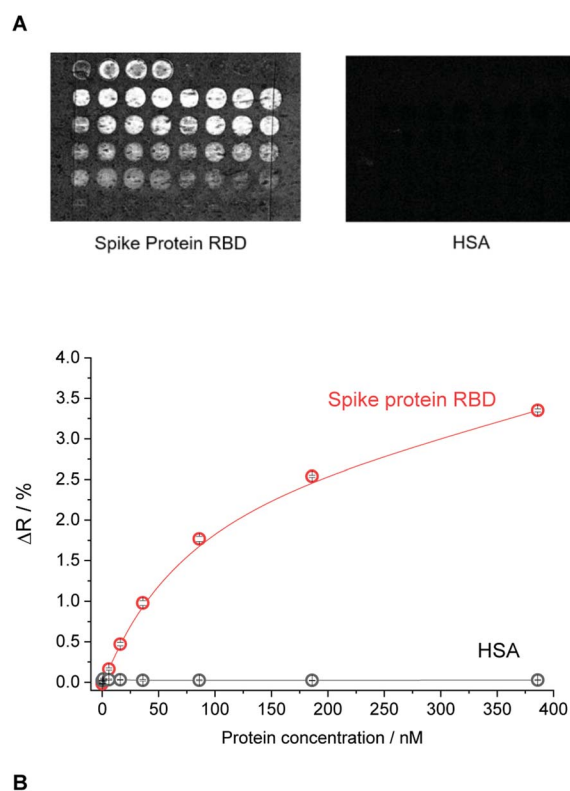 A
Spike Protein RBD
HSA
4.0
3.5
3.0
2.5
2.0
1.5
1.0
0.5
0.0
ΔR / %
Spike protein RBD
HSA
0 50 100 150 200 250 300 350 400
Protein concentration / nM
B